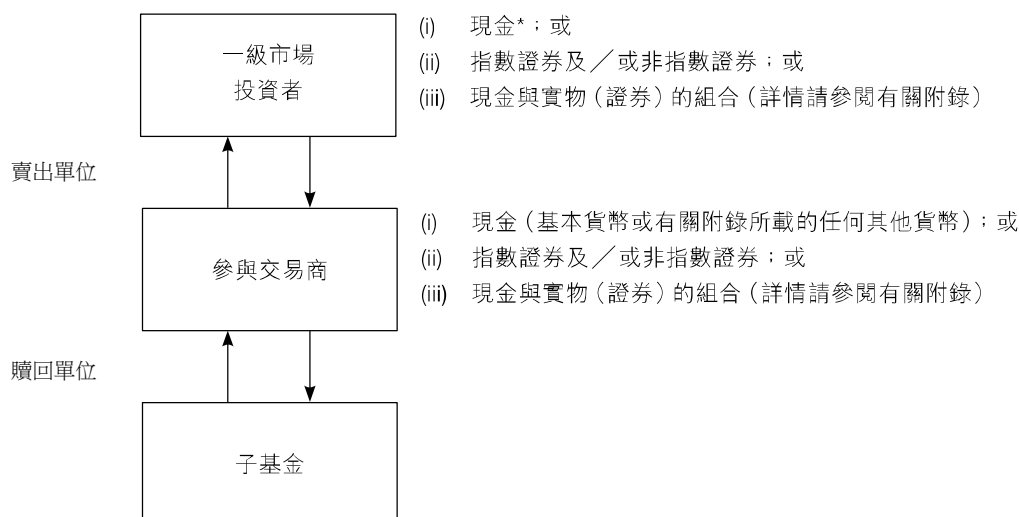 一級市場
投資者
(i) 現金*；或
(ii) 指數證券及／或非指數證券；或
(iii) 現金與實物（證券）的組合（詳情請參閱有關附錄）
賣出單位
參與交易商
(i) 現金（基本貨幣或有關附錄所載的任何其他貨幣）；或
(ii) 指數證券及／或非指數證券；或
(iii) 現金與實物（證券）的組合（詳情請參閱有關附錄）
贖回單位
子基金